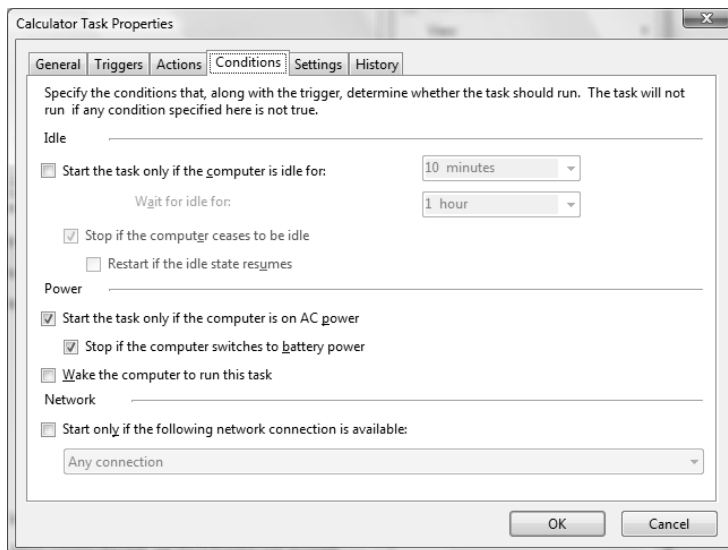 Calculator Task Properties
General Triggers Actions Conditions Settings History
Specify the conditions that, along with the trigger, determine whether the task should run. The task will not
run if any condition specified here is not true.
Idle
Start the task only if the computer is idle for: 10 minutes
Wait for idle for: 1 hour
Stop if the computer ceases to be idle
Restart if the idle state resumes
Power
Start the task only if the computer is on AC power
Stop if the computer switches to battery power
Wake the computer to run this task
Network
Start only if the following network connection is available:
Any connection
OK Cancel